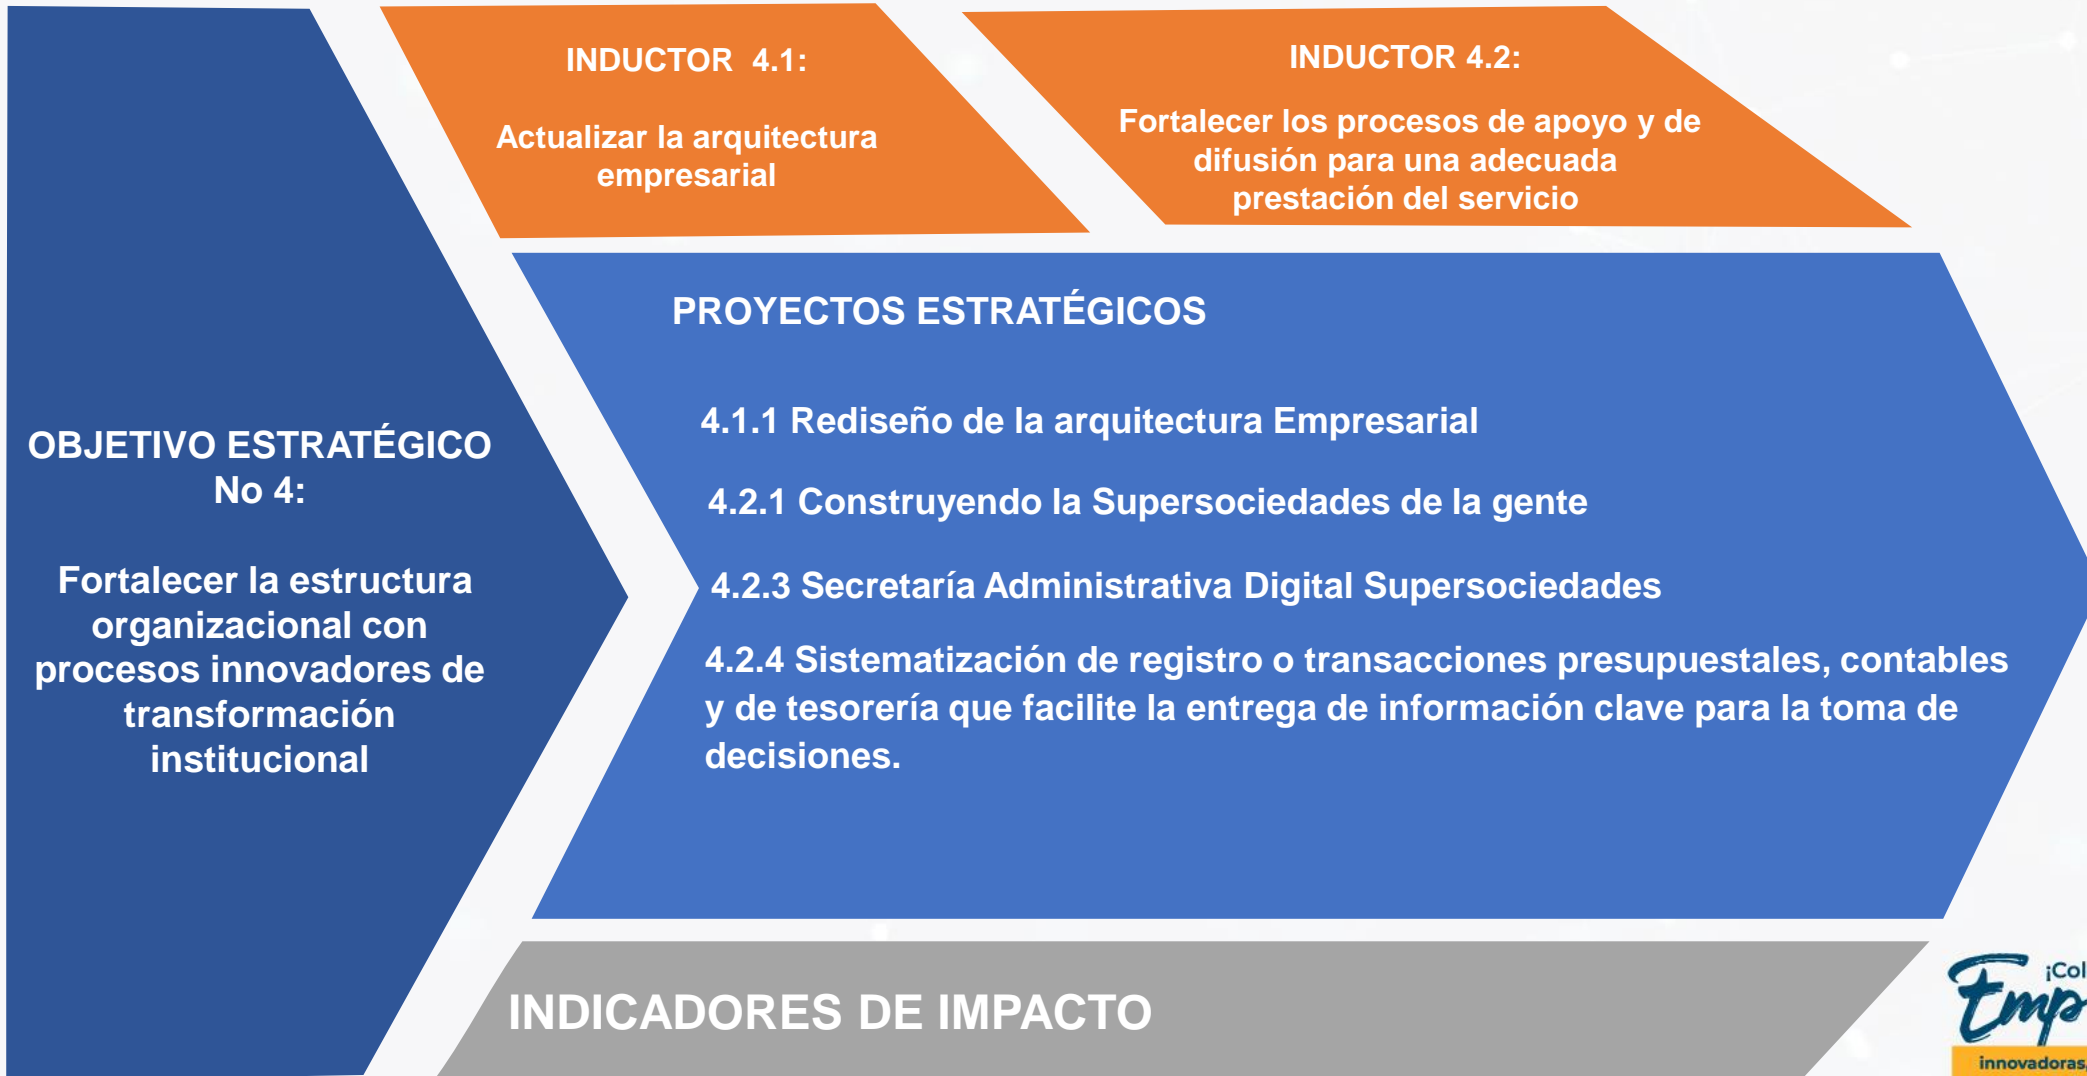 INDUCTOR 4.1:
Actualizar la arquitectura
empresarial
INDUCTOR 4.2:
Fortalecer los procesos de apoyo y de
difusión para una adecuada
prestación del servicio
OBJETIVO ESTRATÉGICO
No 4:
Fortalecer la estructura
organizacional con
procesos innovadores de
transformación
institucional
PROYECTOS ESTRATÉGICOS
4.1.1 Rediseño de la arquitectura Empresarial
4.2.1 Construyendo la Supersociedades de la gente
4.2.3 Secretaría Administrativa Digital Supersociedades
4.2.4 Sistematización de registro o transacciones presupuestales, contables
y de tesorería que facilite la entrega de información clave para la toma de
decisiones.
INDICADORES DE IMPACTO
innovadoras